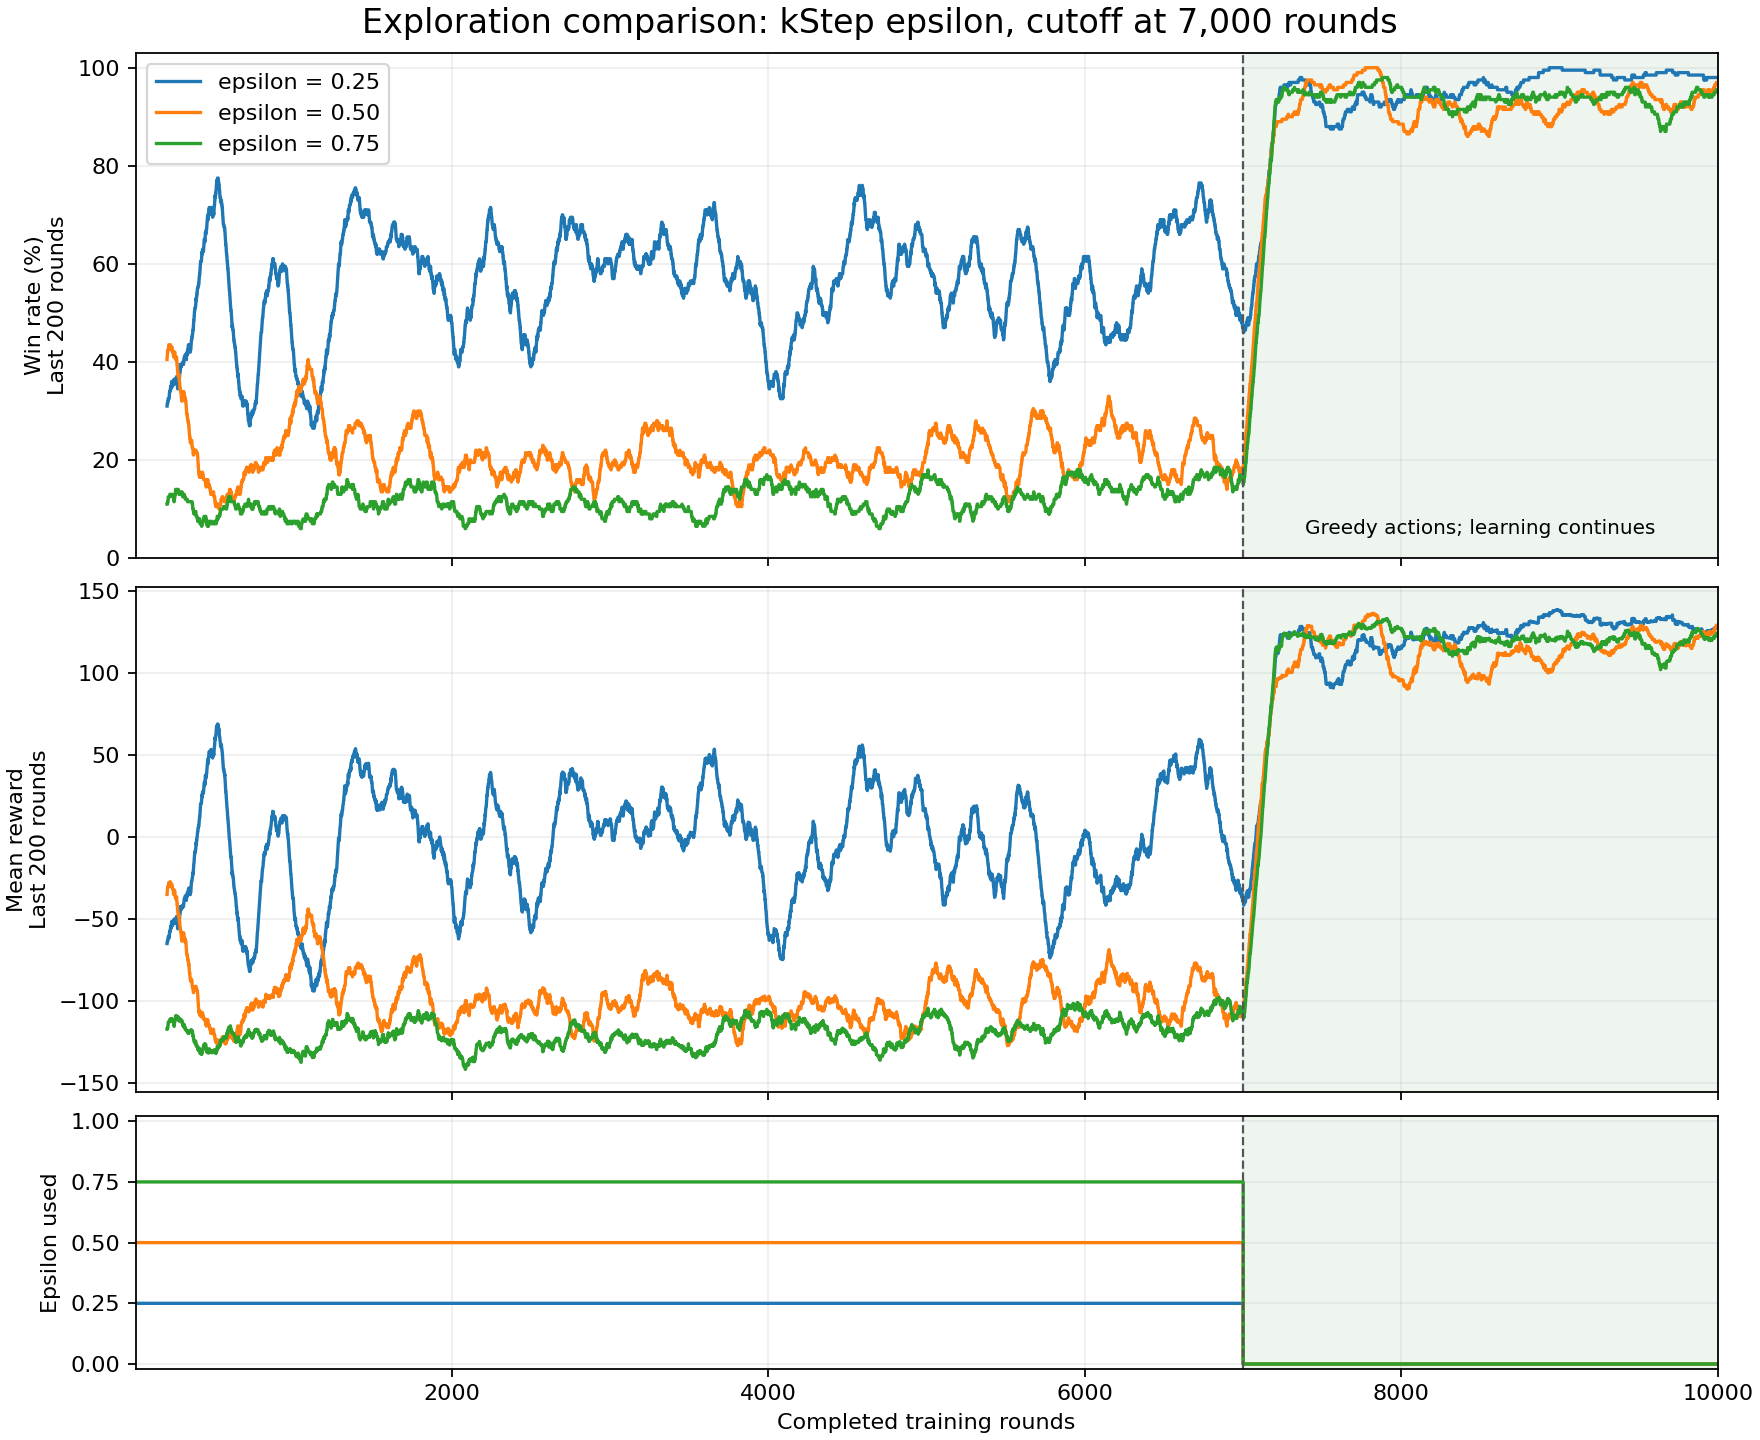 Exploration comparison: kStep epsilon, cutoff at 7,000 rounds
epsilon = 0.25
epsilon = 0.50
epsilon = 0.75
Win rate (%)
Last 200 rounds
100
80
60
40
20
0
Greedy actions; learning continues
Mean reward
Last 200 rounds
150
100
50
0
−50
−100
−150
Epsilon used
1.00
0.75
0.50
0.25
0.00
2000
4000
6000
8000
10000
Completed training rounds